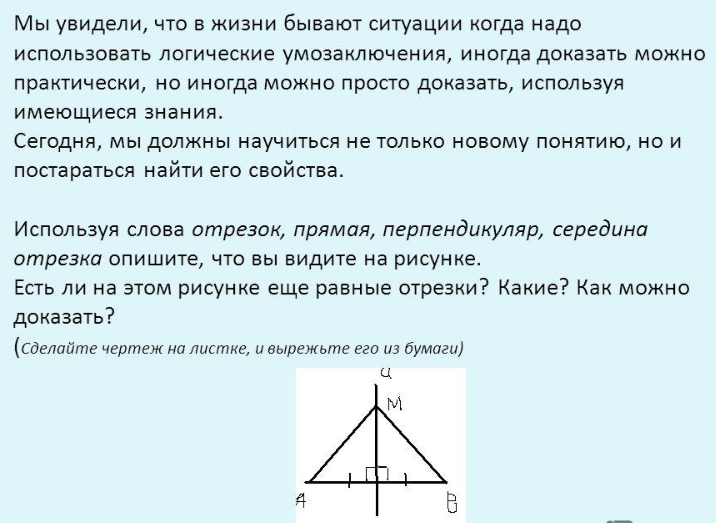 Мы увидели, что в жизни бывают ситуации когда надо
использовать логические умозаключения, иногда доказать можно
практически, но иногда можно просто доказать, используя
имеющиеся знания.
Сегодня, мы должны научиться не только новому понятию, но и
постараться найти его свойства.
Используя слова отрезок, прямая, перпендикуляр, середина
отрезка опишите, что вы видите на рисунке.
Есть ли на этом рисунке еще равные отрезки? Какие? Как можно
доказать?
(Сделайте чертеж на листке, и вырежьте его из бумаги)
a
M
A
B